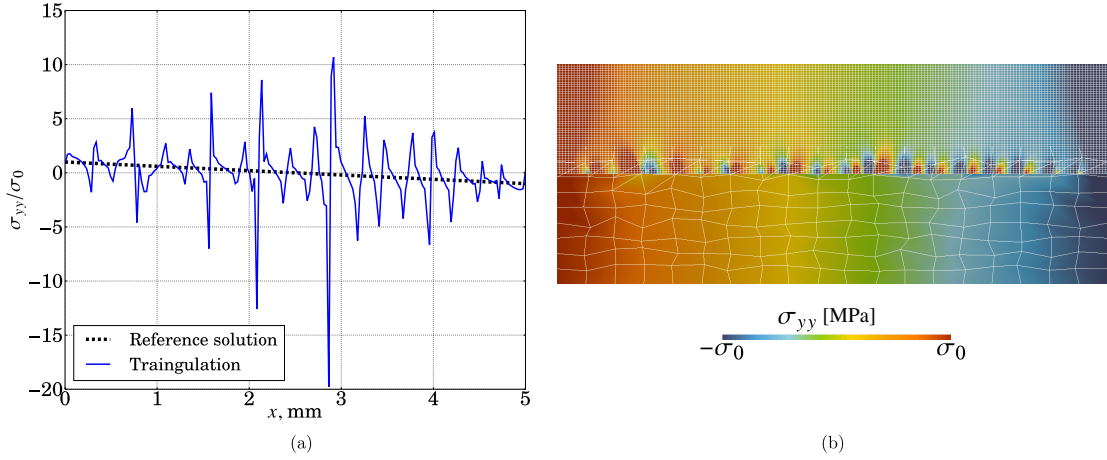 15
10
5
0
−5
−10
−15
−20
σyy/σ0
Reference solution
Traingulation
0 1 2 3 4 5
x, mm
(a)
σyy [MPa]
−σ0 σ0
(b)